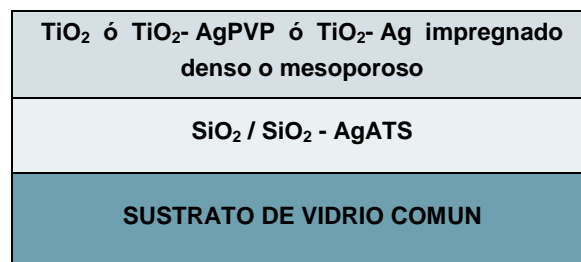 TiO₂ ó TiO₂- AgPVP ó TiO₂- Ag impregnado
denso o mesoporoso
SiO₂ / SiO₂ - AgATS
SUSTRATO DE VIDRIO COMUN